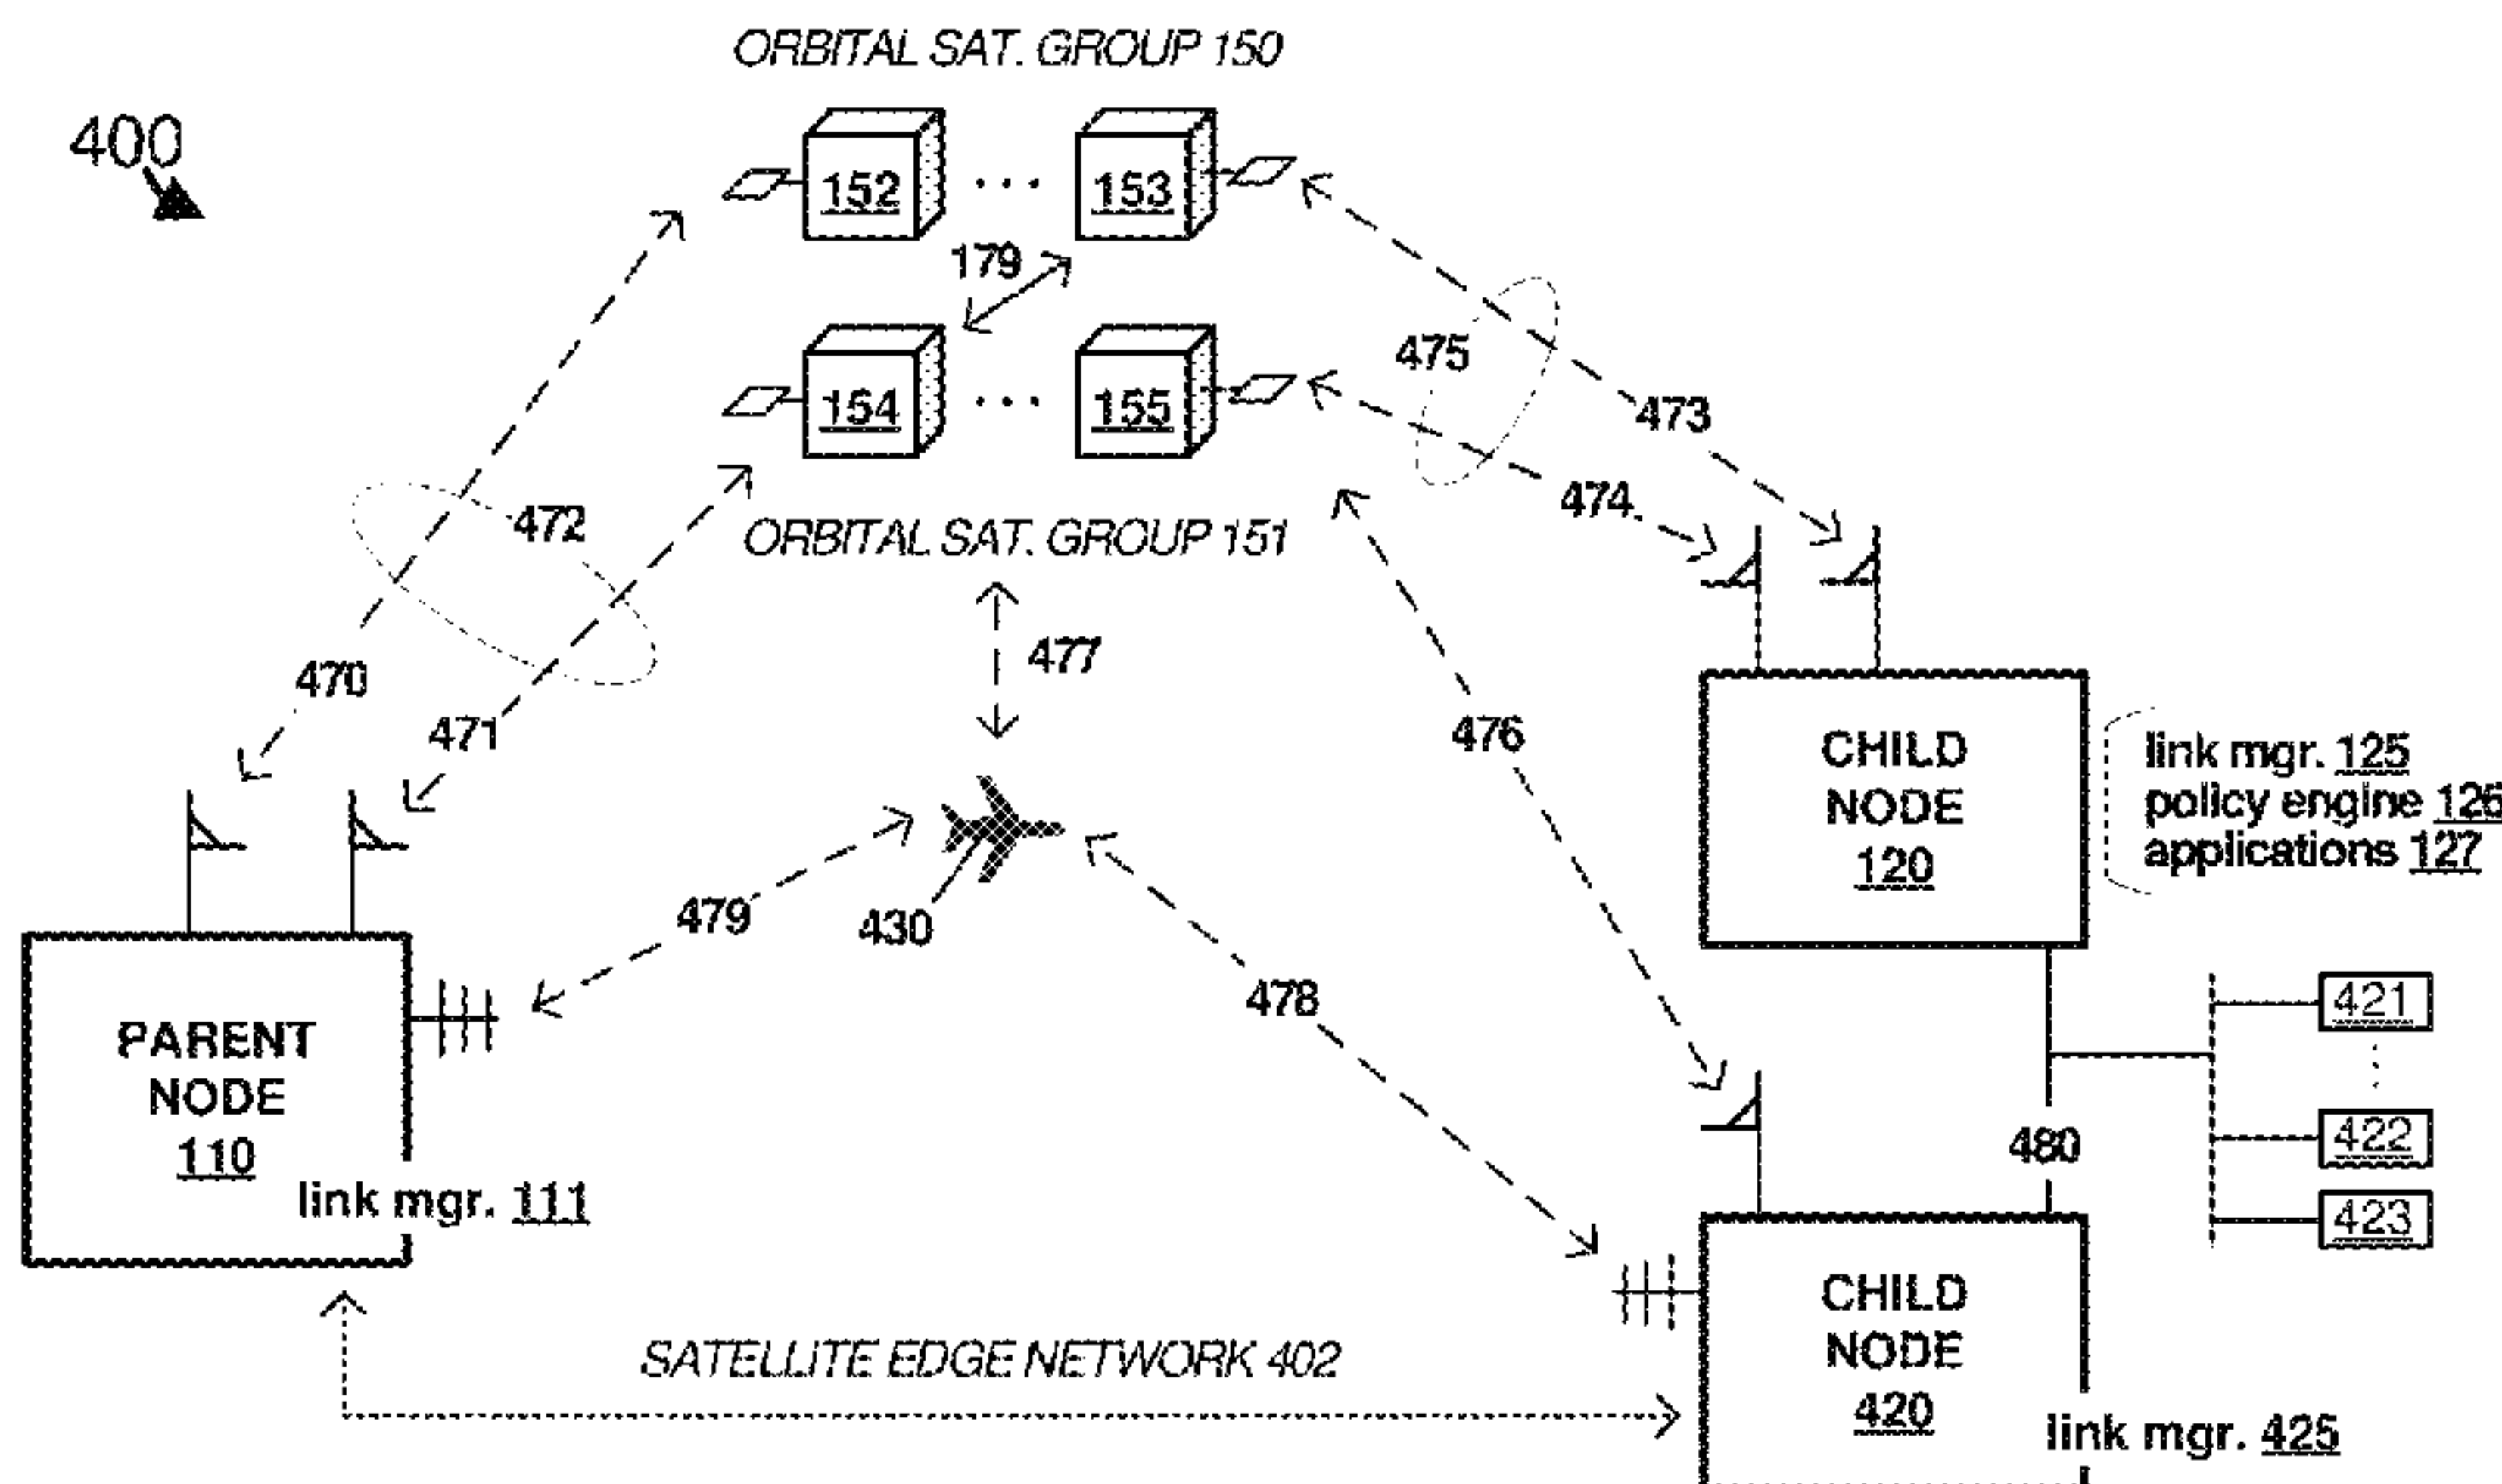 ORBITAL SAT. GROUP 150
400
152
153
179
154
155
475
473
474
472
ORBITAL SAT. GROUP 151
470
471
477
476
CHILD
NODE
120
link mgr. 125
policy engine 126
applications 127
479
430
478
PARENT
NODE
110
link mgr. 111
421
422
423
480
SATELLITE EDGE NETWORK 402
CHILD
NODE
420
link mgr. 425